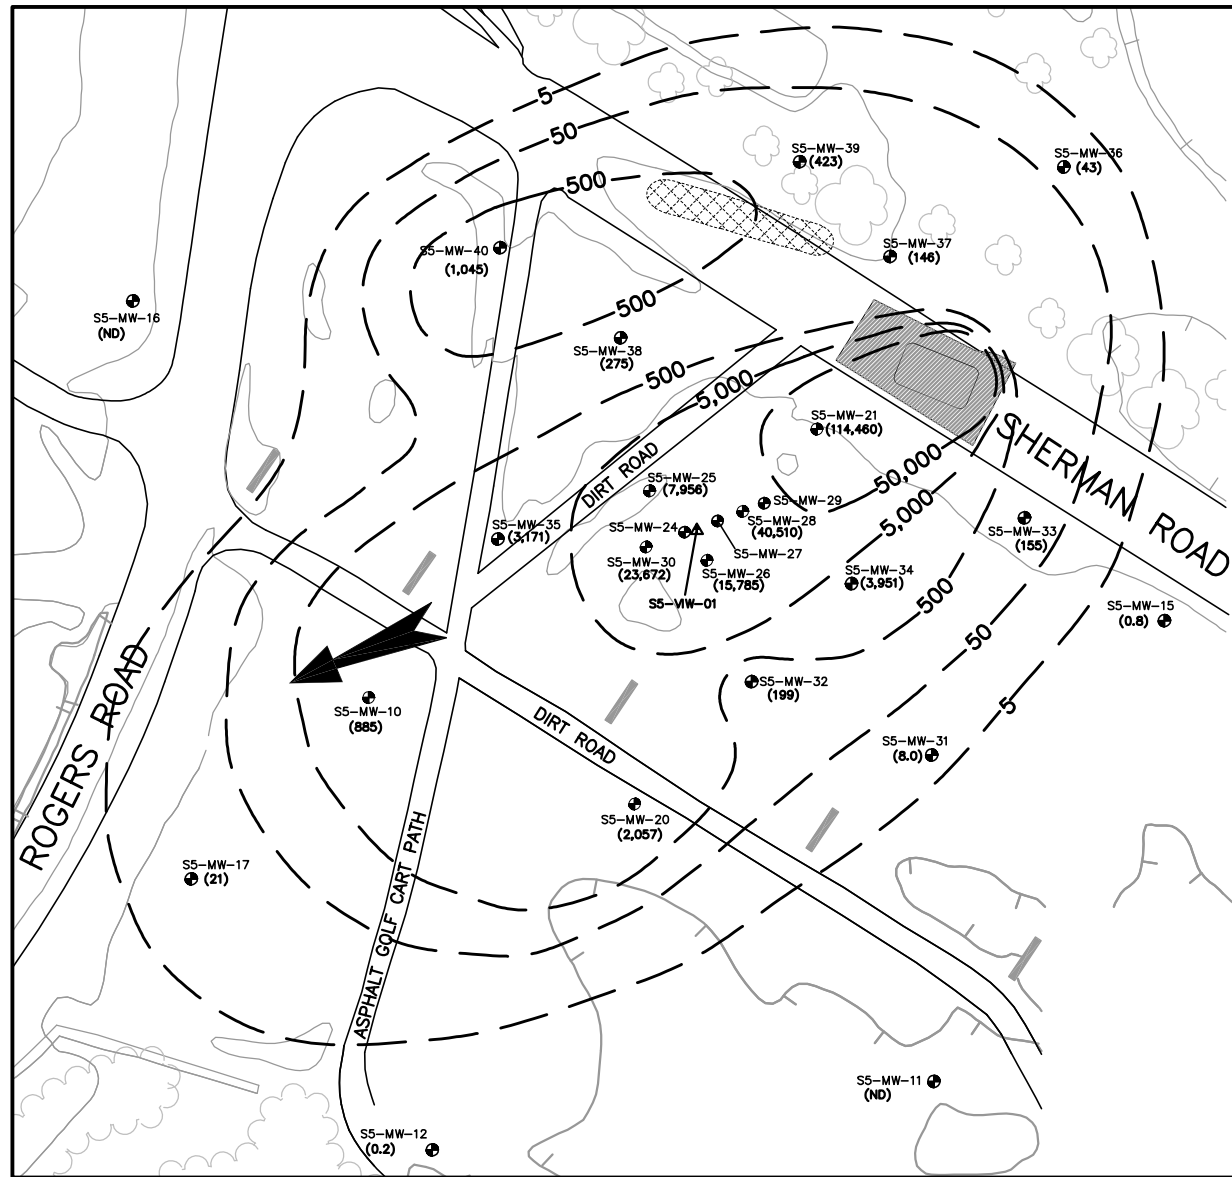 5
50
500
S5-MW-39
(423)
S5-MW-36
(43)
S5-MW-40
(1,045)
S5-MW-37
(146)
S5-MW-16
(ND)
500
S5-MW-38
(275)
500
5,000
S5-MW-21
(114,460)
SHERMAN ROAD
DIRT ROAD
S5-MW-25
(7,956)
50,000
S5-MW-29
5,000
S5-MW-28
(40,510)
S5-MW-35
(3,171)
S5-MW-24
S5-MW-33
(155)
S5-MW-27
S5-MW-30
(23,672)
S5-MW-26
(15,785)
S5-MW-34
(3,951)
S5-VIW-01
500
S5-MW-15
(0.8)
50
S5-MW-32
(199)
S5-MW-10
(885)
5
ROGERS ROAD
DIRT ROAD
S5-MW-31
(8.0)
S5-MW-20
(2,057)
S5-MW-17
(21)
ASPHALT GOLF CART PATH
S5-MW-11
(ND)
S5-MW-12
(0.2)